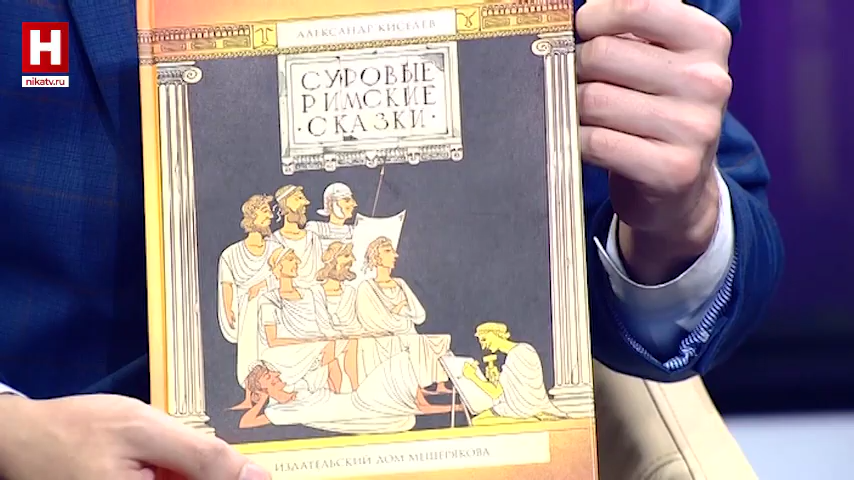 Н
nikatv.ru
АЛЕКСАНДР КИСЕЛЕВ
СУРОВЫЕ
РИМСКИЕ
·СКАЗКИ·
ИЗДАТЕЛЬСКИЙ ДОМ МЕЩЕРЯКОВА